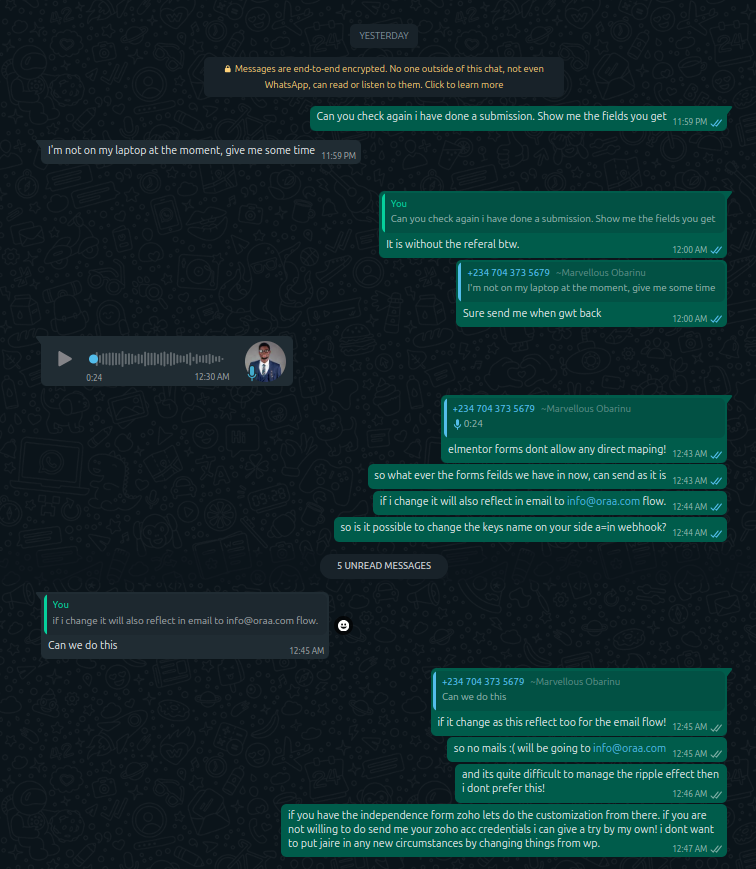 YESTERDAY
Messages are end-to-end encrypted. No one outside of this chat, not even
WhatsApp, can read or listen to them. Click to learn more
Can you check again i have done a submission. Show me the fields you get 11:59 PM
I'm not on my laptop at the moment, give me some time 11:59 PM
You
Can you check again i have done a submission. Show me the fields you get
It is without the referal btw. 12:00 AM
+234 704 373 5679 ~Marvellous Obarinu
I'm not on my laptop at the moment, give me some time
Sure send me when gwt back 12:00 AM
0:24 12:30 AM
+234 704 373 5679 ~Marvellous Obarinu
0:24
elmentor forms dont allow any direct maping! 12:43 AM
so what ever the forms feilds we have in now, can send as it is 12:43 AM
if i change it will also reflect in email to info@oraa.com flow. 12:44 AM
so is it possible to change the keys name on your side a=in webhook? 12:44 AM
5 UNREAD MESSAGES
You
if i change it will also reflect in email to info@oraa.com flow.
Can we do this 12:45 AM
+234 704 373 5679 ~Marvellous Obarinu
Can we do this
if it change as this reflect too for the email flow! 12:45 AM
so no mails :( will be going to info@oraa.com 12:45 AM
and its quite difficult to manage the ripple effect then
i dont prefer this! 12:46 AM
if you have the independence form zoho lets do the customization from there. if you are
not willing to do send me your zoho acc credentials i can give a try by my own! i dont want
to put jaire in any new circumstances by changing things from wp. 12:47 AM